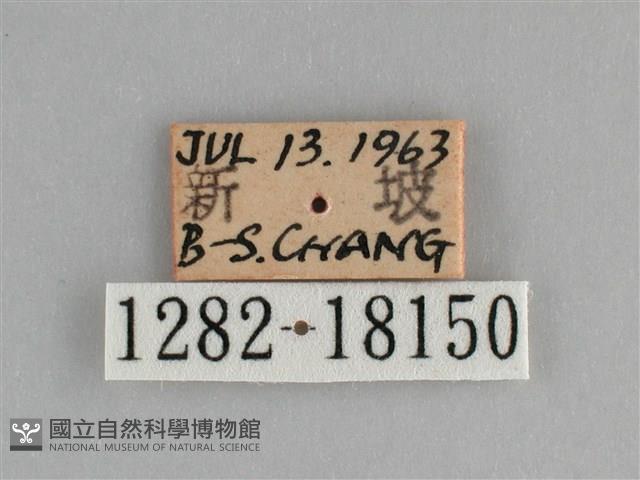 JUL 13. 1963
新 坡
B-S. CHANG
1282-18150
國立自然科學博物館
NATIONAL MUSEUM OF NATURAL SCIENCE